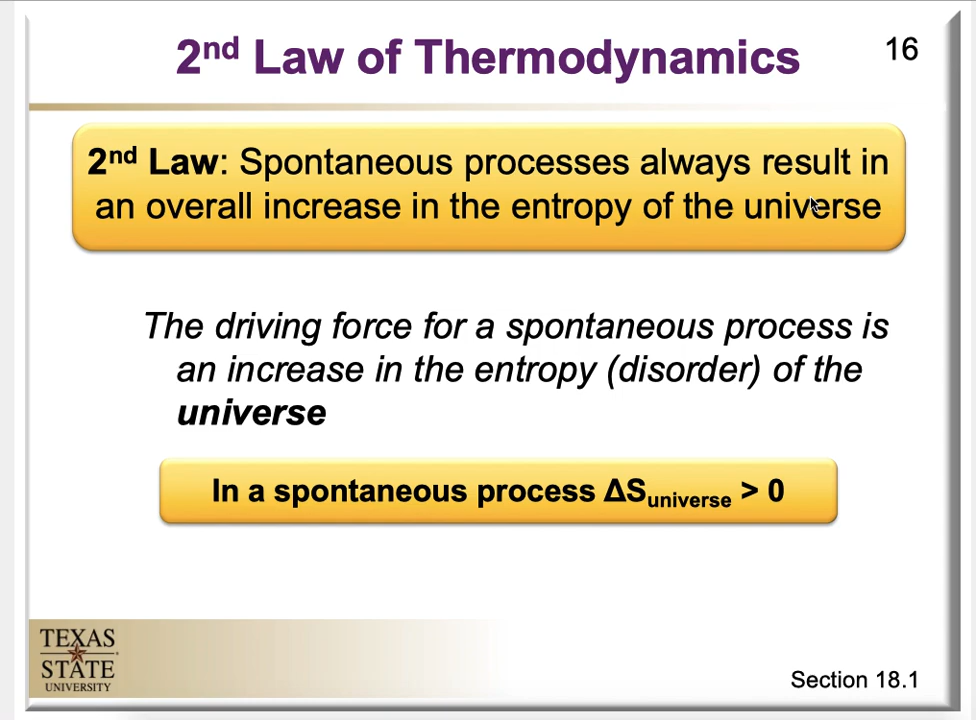 2nd Law of Thermodynamics
16
2nd Law: Spontaneous processes always result in
an overall increase in the entropy of the universe
The driving force for a spontaneous process is
an increase in the entropy (disorder) of the
universe
In a spontaneous process ΔSuniverse > 0
TEXAS
STATE
UNIVERSITY
Section 18.1